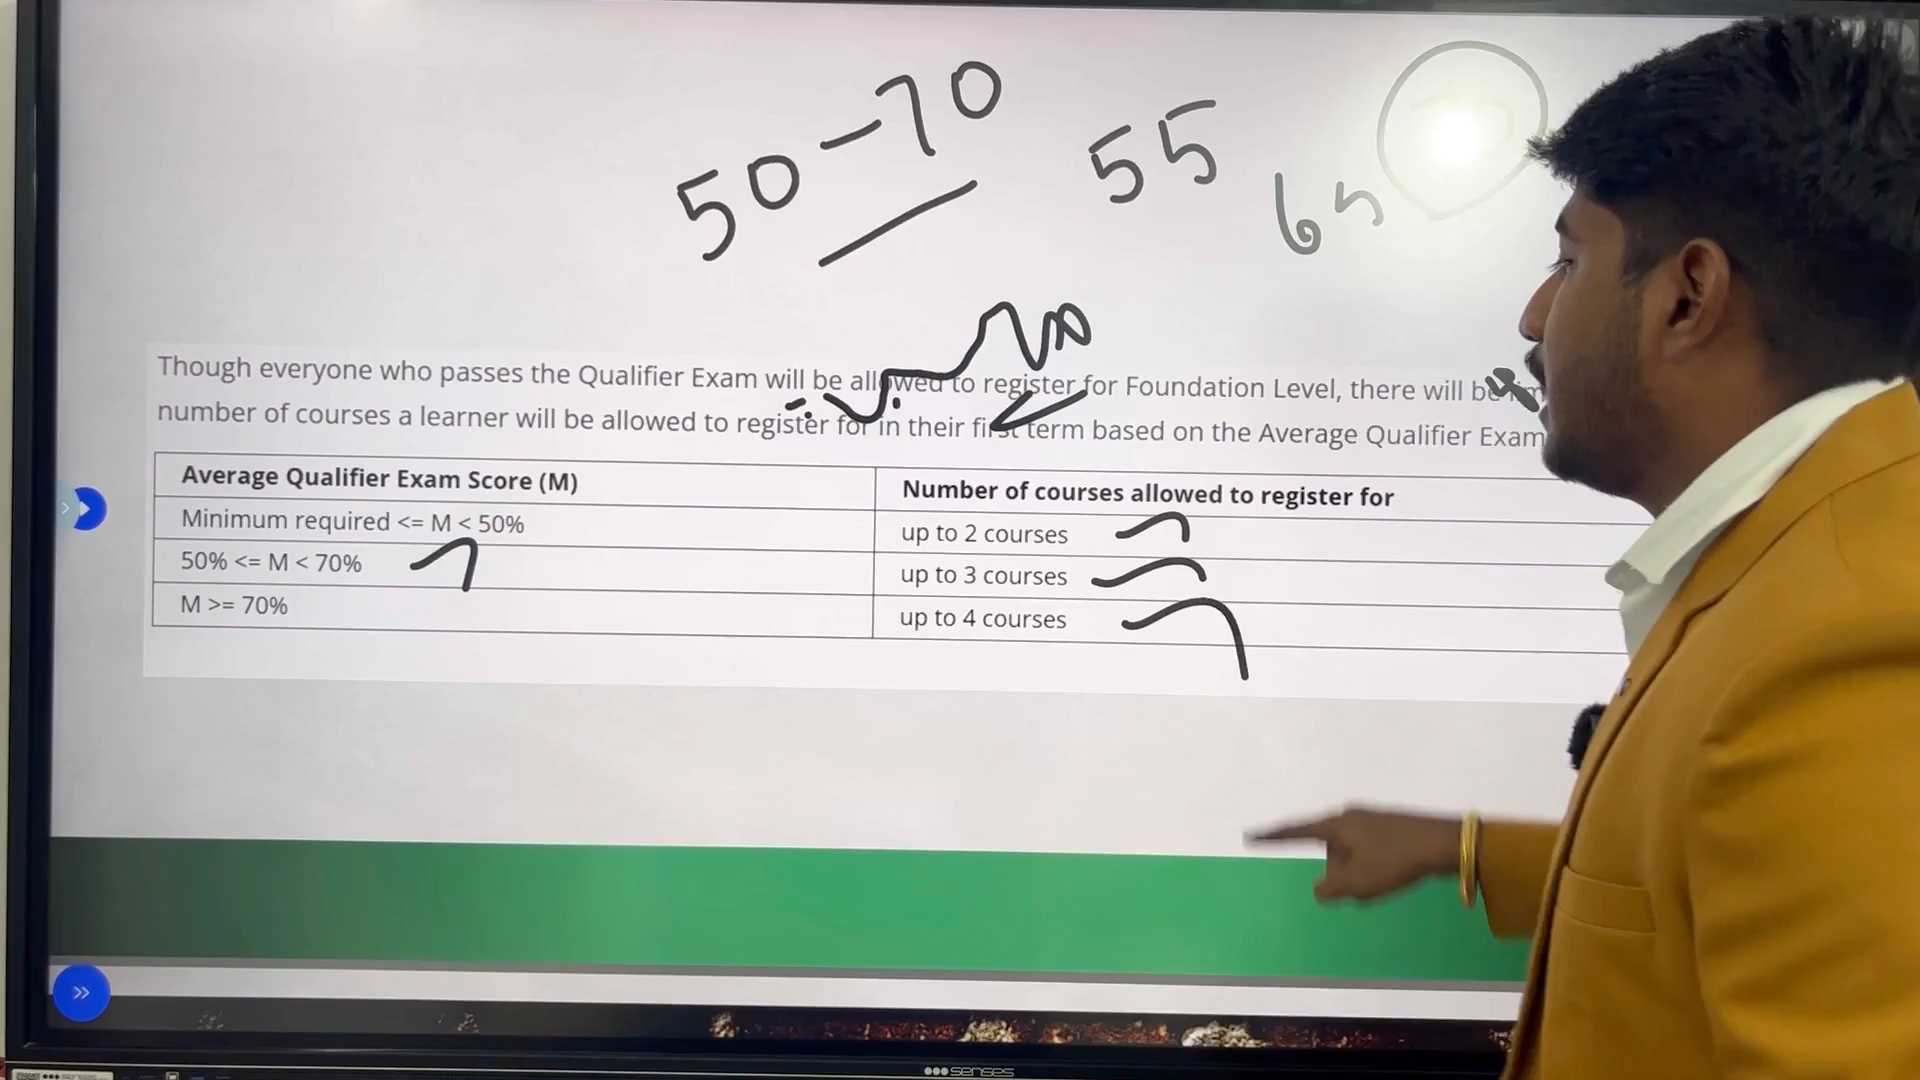 50-70 55 65
Though everyone who passes the Qualifier Exam will be allowed to register for Foundation Level, there will be
number of courses a learner will be allowed to register for in their first term based on the Average Qualifier Exam
Average Qualifier Exam Score (M) Number of courses allowed to register for
Minimum required <= M < 50% up to 2 courses
50% <= M < 70% up to 3 courses
M >= 70% up to 4 courses
senses